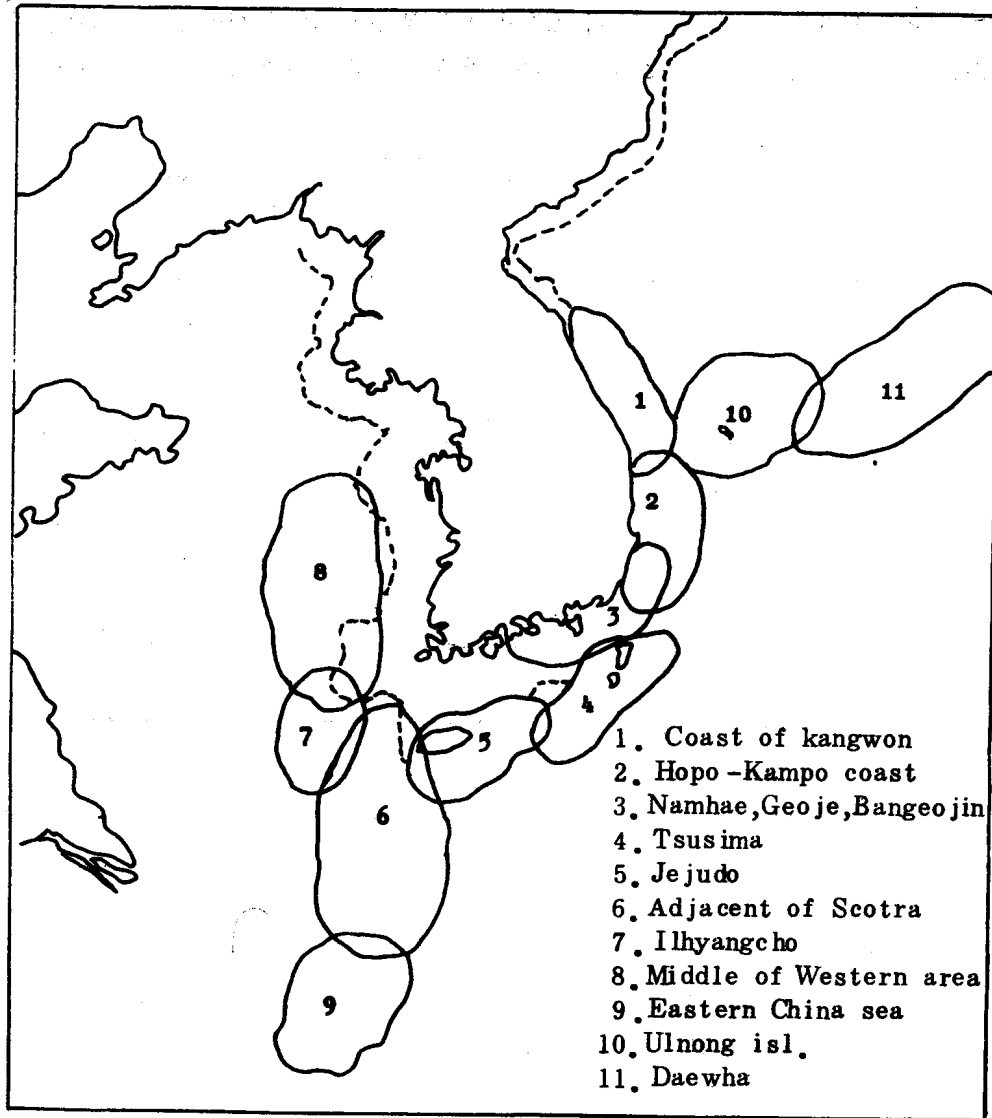 1
10
11
2
8
3
4
7
5
6
9
1. Coast of kangwon
2. Hopo-Kampo coast
3. Namhae,Geoje,Bangeojin
4. Tsusima
5. Jejudo
6. Adjacent of Scotra
7. Ilhyangcho
8. Middle of Western area
9. Eastern China sea
10. Ulnong isl.
11. Daewha